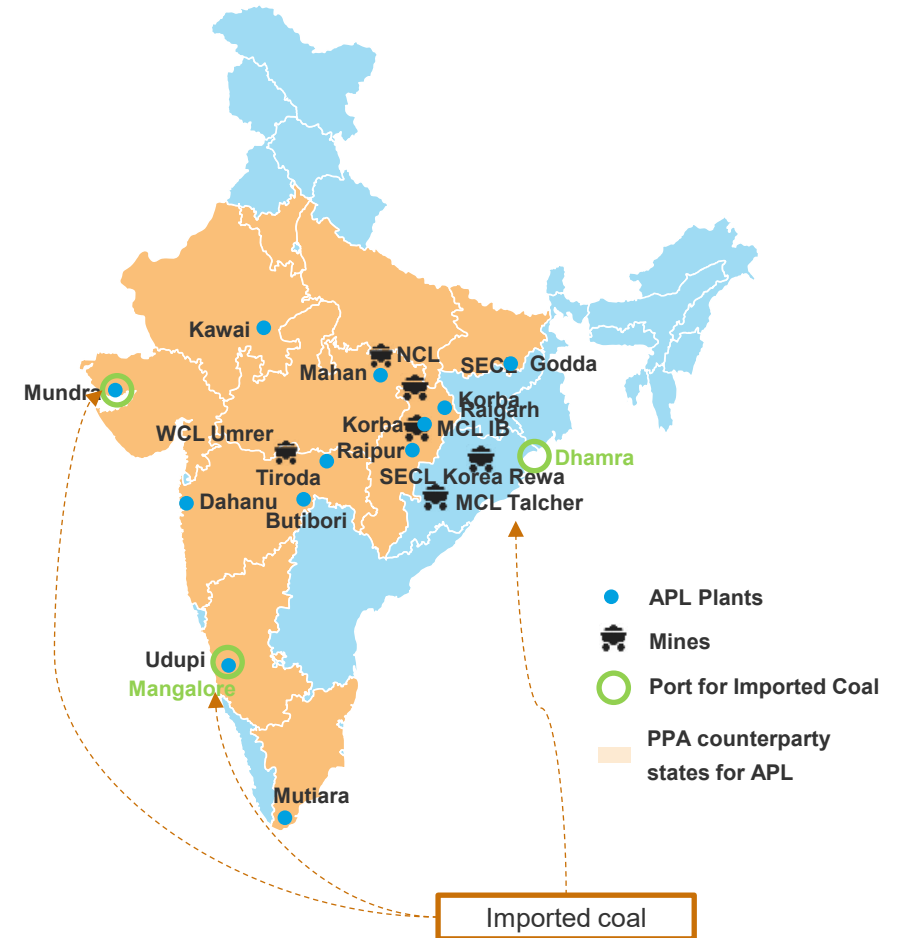 Kawai
NCL
Mahan
SECL
Godda
Mundra
Korba
Raigarh
WCL Umrer
Korba
MCL IB
Raipur
Dhamra
Tiroda
SECL Korea Rewa
Dahanu
MCL Talcher
Butibori
APL Plants
Mines
Udupi
Mangalore
Port for Imported Coal
PPA counterparty
states for APL
Mutiara
Imported coal